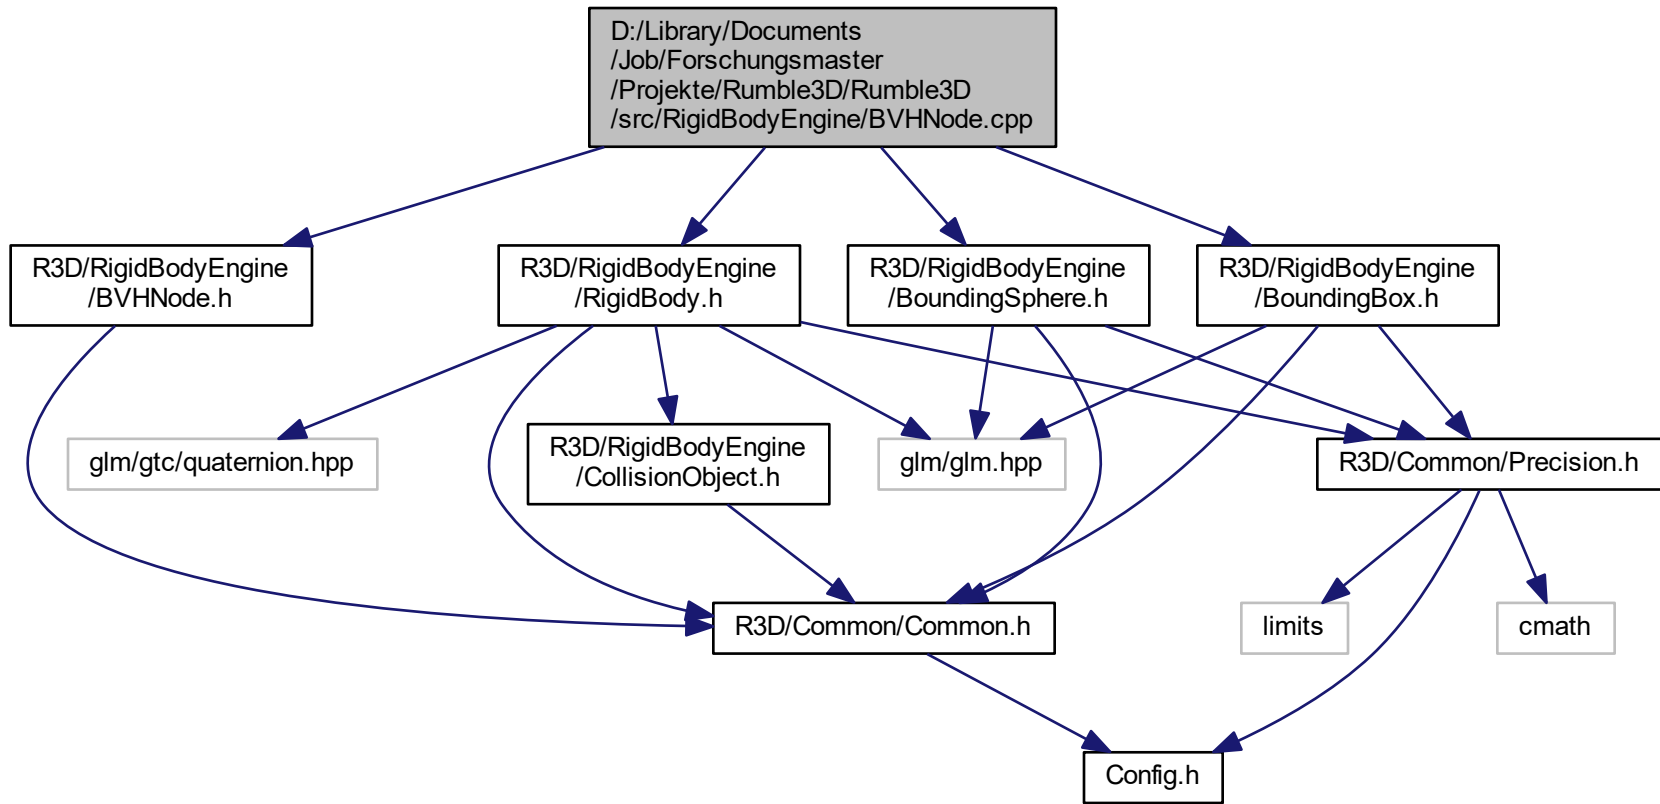 D:/Library/Documents
/Job/Forschungsmaster
/Projekte/Rumble3D/Rumble3D
/src/RigidBodyEngine/BVHNode.cpp
R3D/RigidBodyEngine
/BVHNode.h
R3D/RigidBodyEngine
/RigidBody.h
R3D/RigidBodyEngine
/BoundingSphere.h
R3D/RigidBodyEngine
/BoundingBox.h
glm/gtc/quaternion.hpp
R3D/RigidBodyEngine
/CollisionObject.h
glm/glm.hpp
R3D/Common/Precision.h
R3D/Common/Common.h
limits
cmath
Config.h